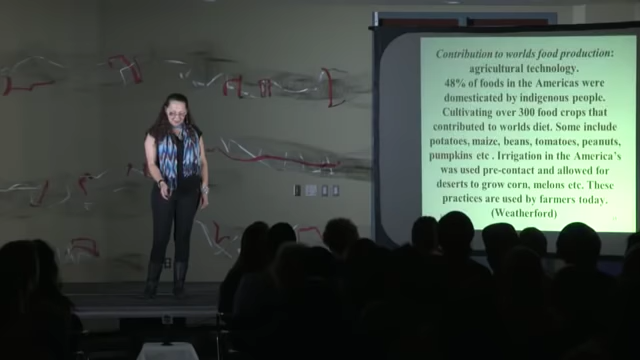 Contribution to worlds food production:
agricultural technology.
48% of foods in the Americas were
domesticated by indigenous people.
Cultivating over 300 food crops that
contributed to worlds diet. Some include
potatoes, maize, beans, tomatoes, peanuts,
pumpkins etc . Irrigation in the America's
was used pre-contact and allowed for
deserts to grow corn, melons etc. These
practices are used by farmers today.
(Weatherford)